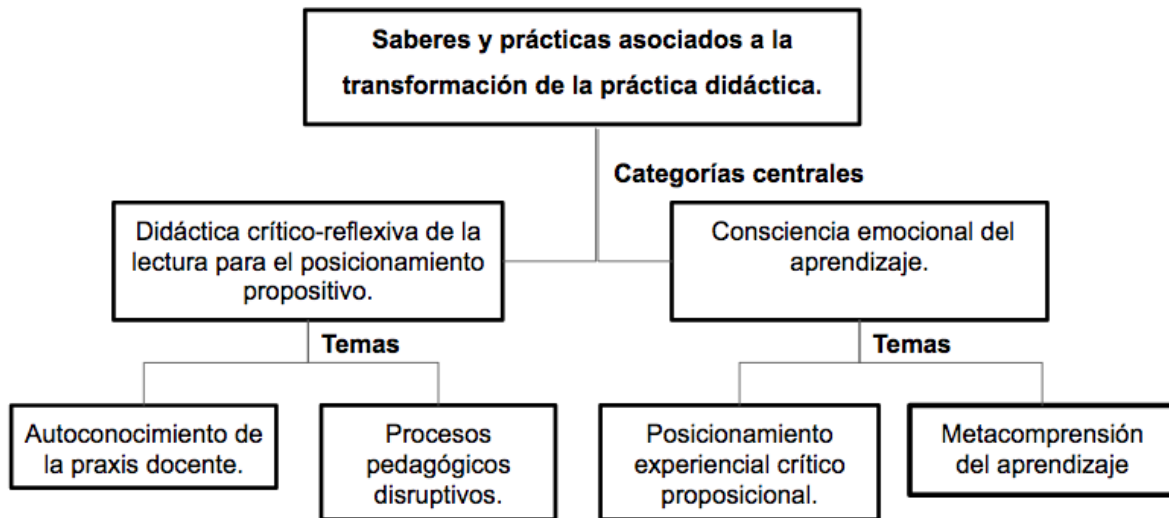 Saberes y prácticas asociados a la
transformación de la práctica didáctica.
Categorías centrales
Didáctica crítico-reflexiva de la
lectura para el posicionamiento
propositivo.
Consciencia emocional del
aprendizaje.
Temas
Temas
Autoconocimiento de
la praxis docente.
Procesos
pedagógicos
disruptivos.
Posicionamiento
experiencial crítico
proposicional.
Metacomprensión
del aprendizaje